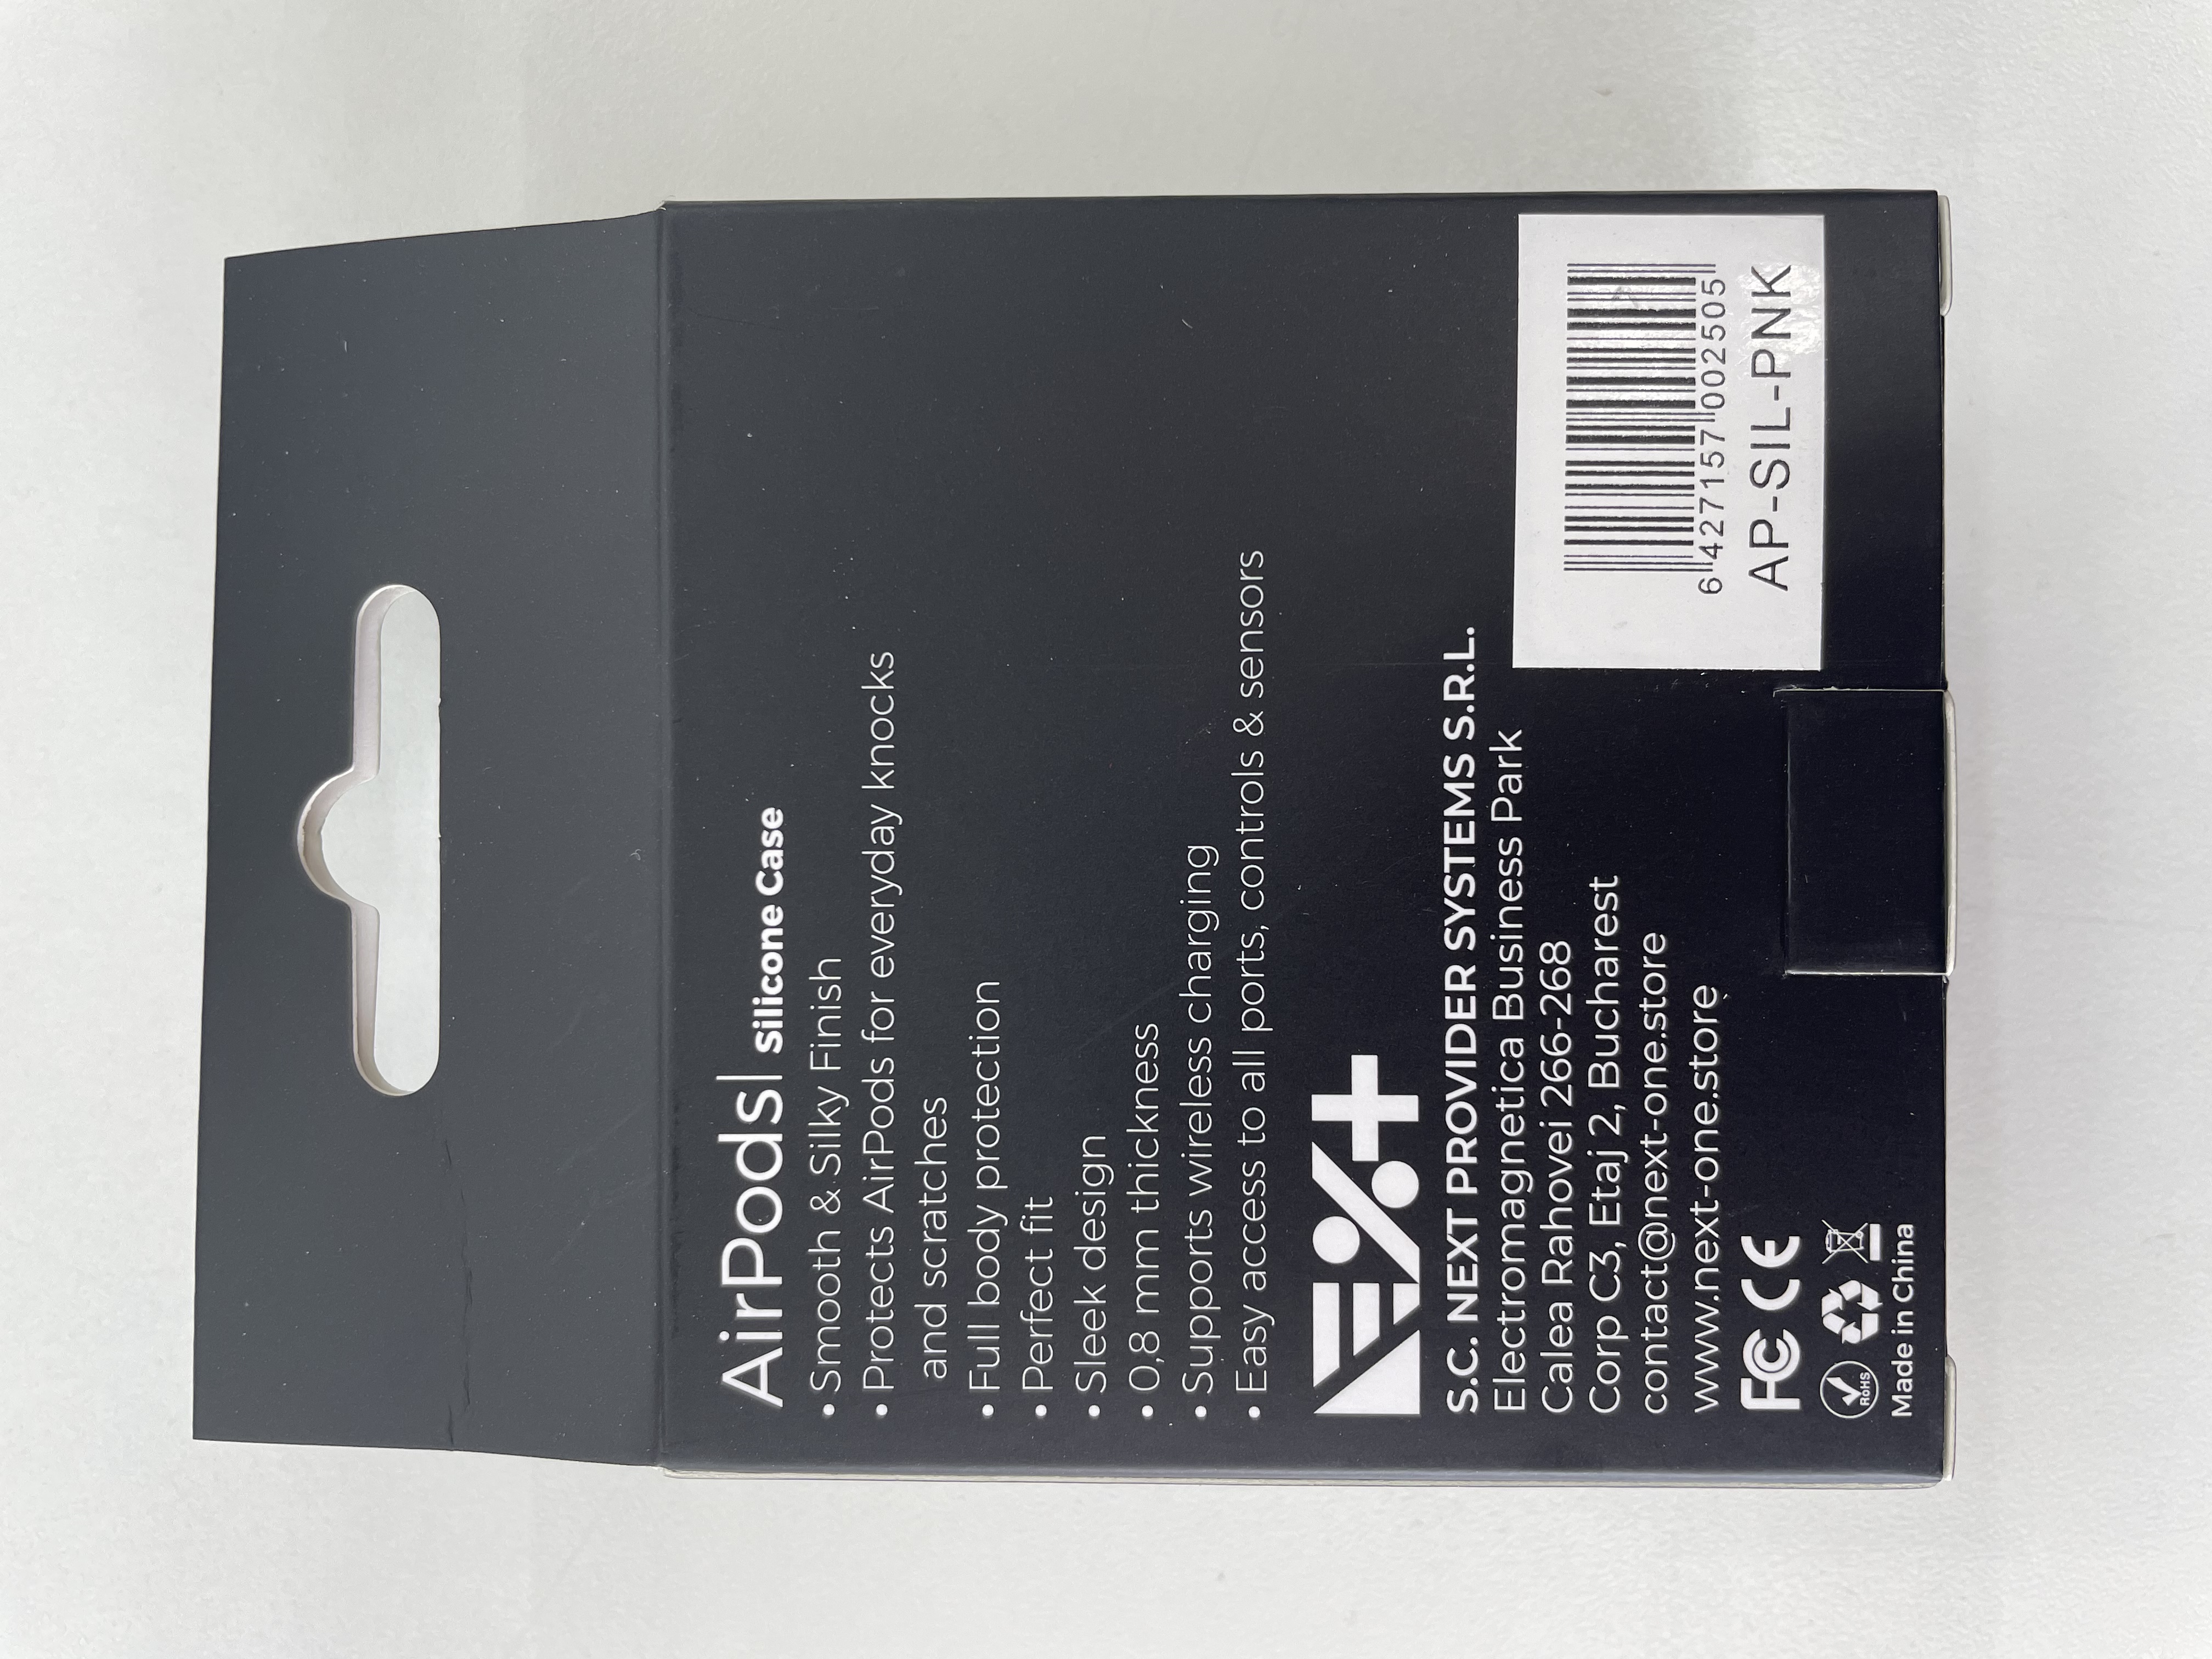 AirPods| Silicone Case
• Smooth & Silky Finish
• Protects AirPods for everyday knocks
and scratches
• Full body protection
• Perfect fit
• Sleek design
• 0,8 mm thickness
• Supports wireless charging
• Easy access to all ports, controls & sensors
S.C. NEXT PROVIDER SYSTEMS S.R.L.
Electromagnetica Business Park
Calea Rahovei 266-268
Corp C3, Etaj 2, Bucharest
contact@next-one.store
www.next-one.store
FC CE
RoHS
Made in China
6 427157 002505
AP-SIL-PNK